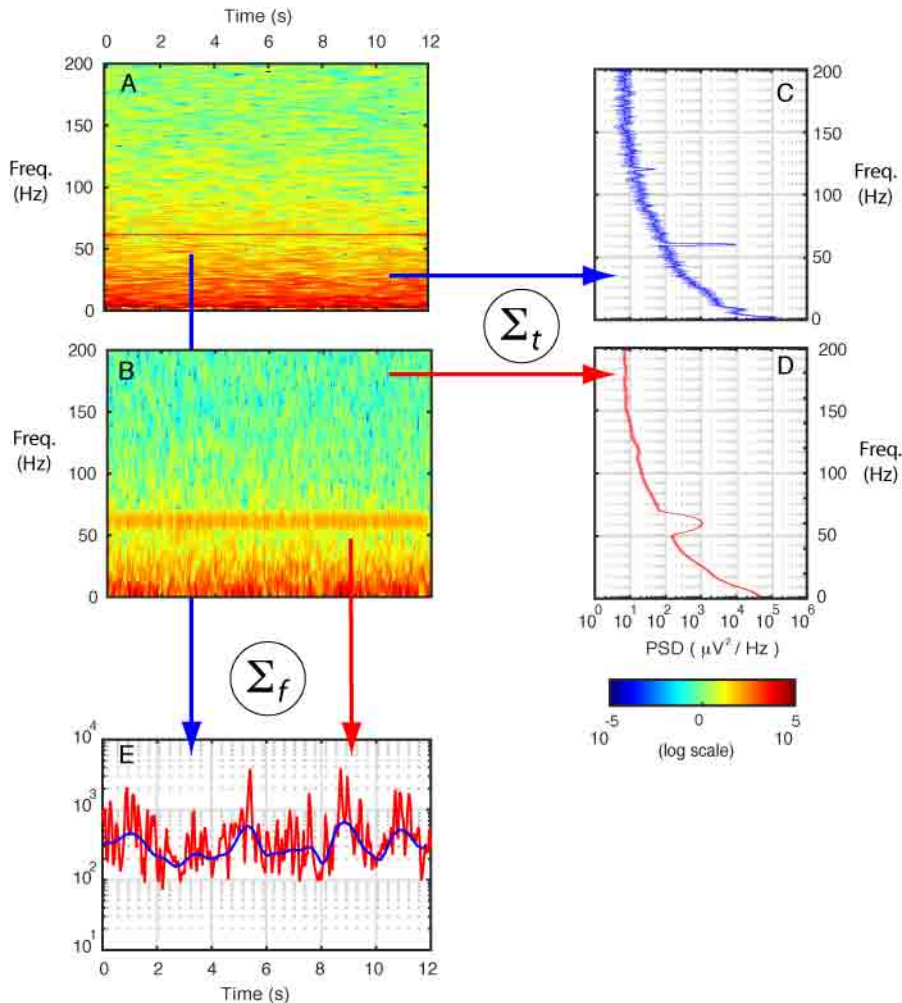 Time (s)
0 2 4 6 8 10 12
A
200
150
100
50
0
Freq.
(Hz)
C
200
150
100
50
0
Freq.
(Hz)
Σt
B
200
150
100
50
0
Freq.
(Hz)
D
200
150
100
50
0
Freq.
(Hz)
10^0 10^1 10^2 10^3 10^4 10^5 10^6
PSD ( μV^2 / Hz )
Σf
10^-5 0 10^5
(log scale)
E
10^4
10^3
10^2
10^1
0 2 4 6 8 10 12
Time (s)